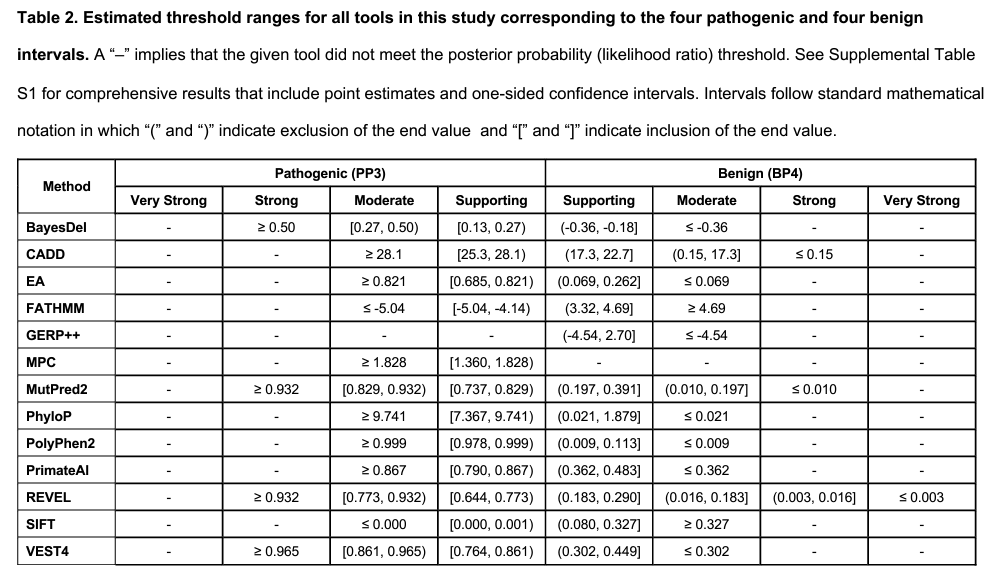 Table 2. Estimated threshold ranges for all tools in this study corresponding to the four pathogenic and four benign
intervals. A “–” implies that the given tool did not meet the posterior probability (likelihood ratio) threshold. See Supplemental Table
S1 for comprehensive results that include point estimates and one-sided confidence intervals. Intervals follow standard mathematical
notation in which “(” and “)” indicate exclusion of the end value  and “[” and “]” indicate inclusion of the end value.
Method Pathogenic (PP3) Benign (BP4)
Very Strong Strong Moderate Supporting Supporting Moderate Strong Very Strong
BayesDel - ≥ 0.50 [0.27, 0.50) [0.13, 0.27) (-0.36, -0.18] ≤ -0.36 - -
CADD - - ≥ 28.1 [25.3, 28.1) (17.3, 22.7] (0.15, 17.3] ≤ 0.15 -
EA - - ≥ 0.821 [0.685, 0.821) (0.069, 0.262] ≤ 0.069 - -
FATHMM - - ≤ -5.04 [-5.04, -4.14) (3.32, 4.69] ≥ 4.69 - -
GERP++ - - - - (-4.54, 2.70] ≤ -4.54 - -
MPC - - ≥ 1.828 [1.360, 1.828) - - - -
MutPred2 - ≥ 0.932 [0.829, 0.932) [0.737, 0.829) (0.197, 0.391] (0.010, 0.197] ≤ 0.010 -
PhyloP - - ≥ 9.741 [7.367, 9.741) (0.021, 1.879] ≤ 0.021 - -
PolyPhen2 - - ≥ 0.999 [0.978, 0.999) (0.009, 0.113] ≤ 0.009 - -
PrimateAI - - ≥ 0.867 [0.790, 0.867) (0.362, 0.483] ≤ 0.362 - -
REVEL - ≥ 0.932 [0.773, 0.932) [0.644, 0.773) (0.183, 0.290] (0.016, 0.183] (0.003, 0.016] ≤ 0.003
SIFT - - ≤ 0.000 [0.000, 0.001) (0.080, 0.327] ≥ 0.327 - -
VEST4 - ≥ 0.965 [0.861, 0.965) [0.764, 0.861) (0.302, 0.449] ≤ 0.302 - -